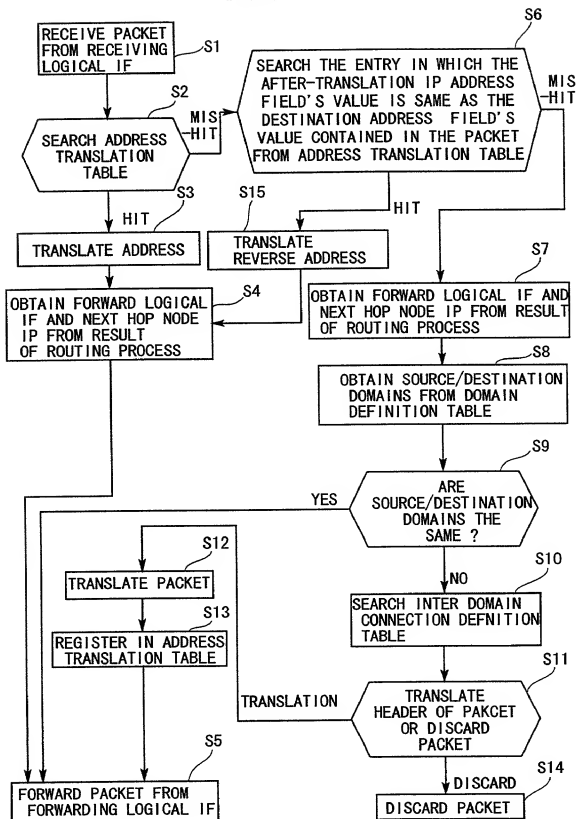 RECEIVE PACKET
FROM RECEIVING
LOGICAL IF
S1
S2
SEARCH ADDRESS
TRANSLATION
TABLE
MIS
-HIT
S6
SEARCH THE ENTRY IN WHICH THE
AFTER-TRANSLATION IP ADDRESS
FIELD'S VALUE IS SAME AS THE
DESTINATION ADDRESS FIELD'S
VALUE CONTAINED IN THE PACKET
FROM ADDRESS TRANSLATION TABLE
MIS
-HIT
HIT
S3
TRANSLATE ADDRESS
HIT
S15
TRANSLATE
REVERSE ADDRESS
S4
OBTAIN FORWARD LOGICAL
IF AND NEXT HOP NODE
IP FROM RESULT
OF ROUTING PROCESS
S7
OBTAIN FORWARD LOGICAL IF AND
NEXT HOP NODE IP FROM RESULT
OF ROUTING PROCESS
S8
OBTAIN SOURCE/DESTINATION
DOMAINS FROM DOMAIN
DEFINITION TABLE
S9
ARE
SOURCE/DESTINATION
DOMAINS THE
SAME ?
YES
NO
S12
TRANSLATE PACKET
S13
REGISTER IN ADDRESS
TRANSLATION TABLE
S10
SEARCH INTER DOMAIN
CONNECTION DEFNITION
TABLE
S11
TRANSLATE
HEADER OF PAKCET
OR DISCARD
PACKET
TRANSLATION
DISCARD
S14
DISCARD PACKET
S5
FORWARD PACKET FROM
FORWARDING LOGICAL IF